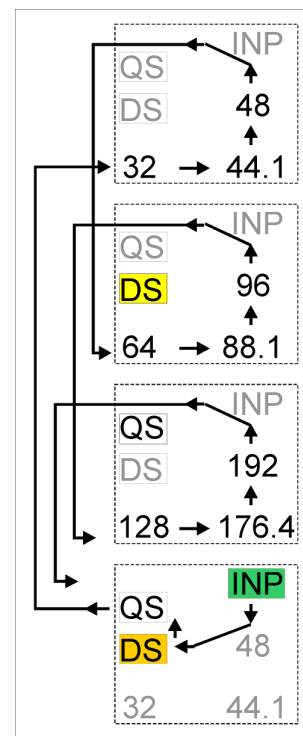 INP
QS
DS 48
32 44.1
INP
QS
DS 96
64 88.1
INP
QS
DS 192
128 176.4
INP
QS
DS 48
32 44.1